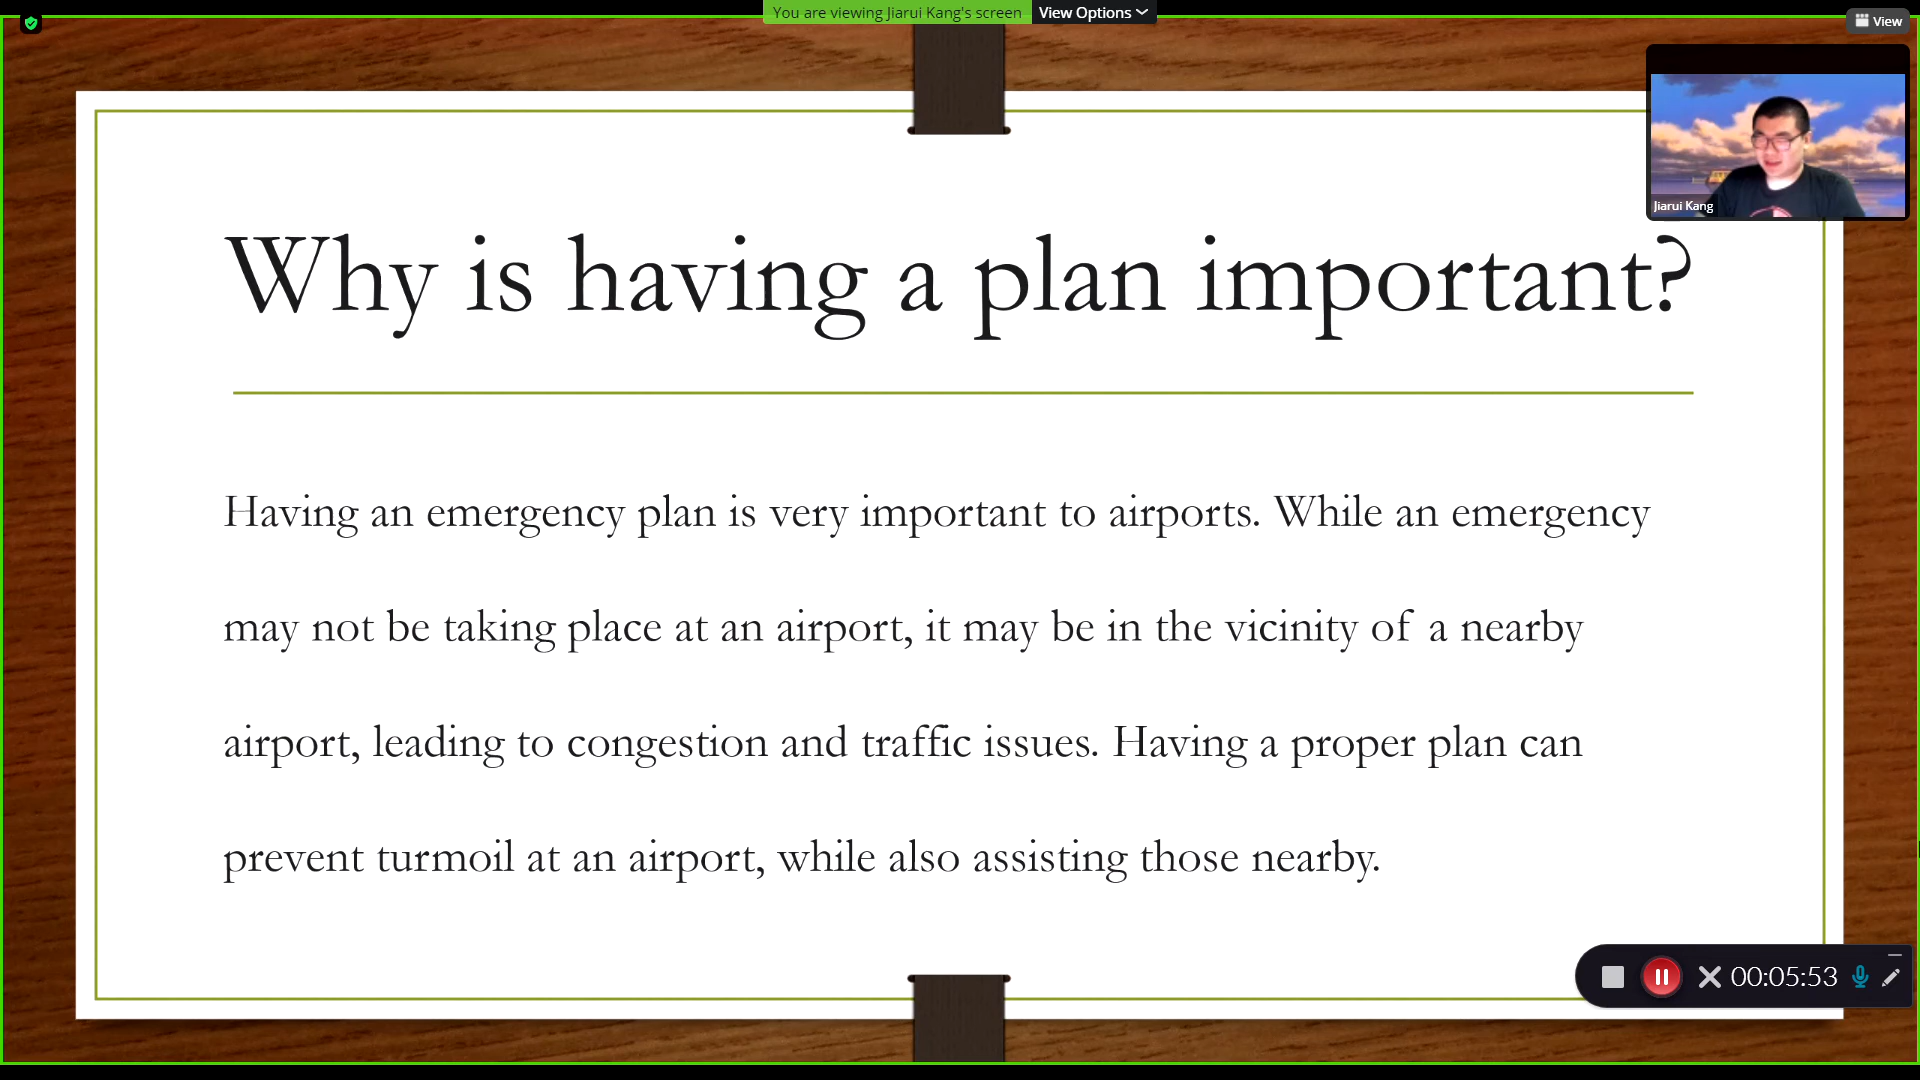 You are viewing Jiarui Kang's screen View Options
View
Jiarui Kang
Why is having a plan important?
Having an emergency plan is very important to airports. While an emergency
may not be taking place at an airport, it may be in the vicinity of a nearby
airport, leading to congestion and traffic issues. Having a proper plan can
prevent turmoil at an airport, while also assisting those nearby.
00:05:53